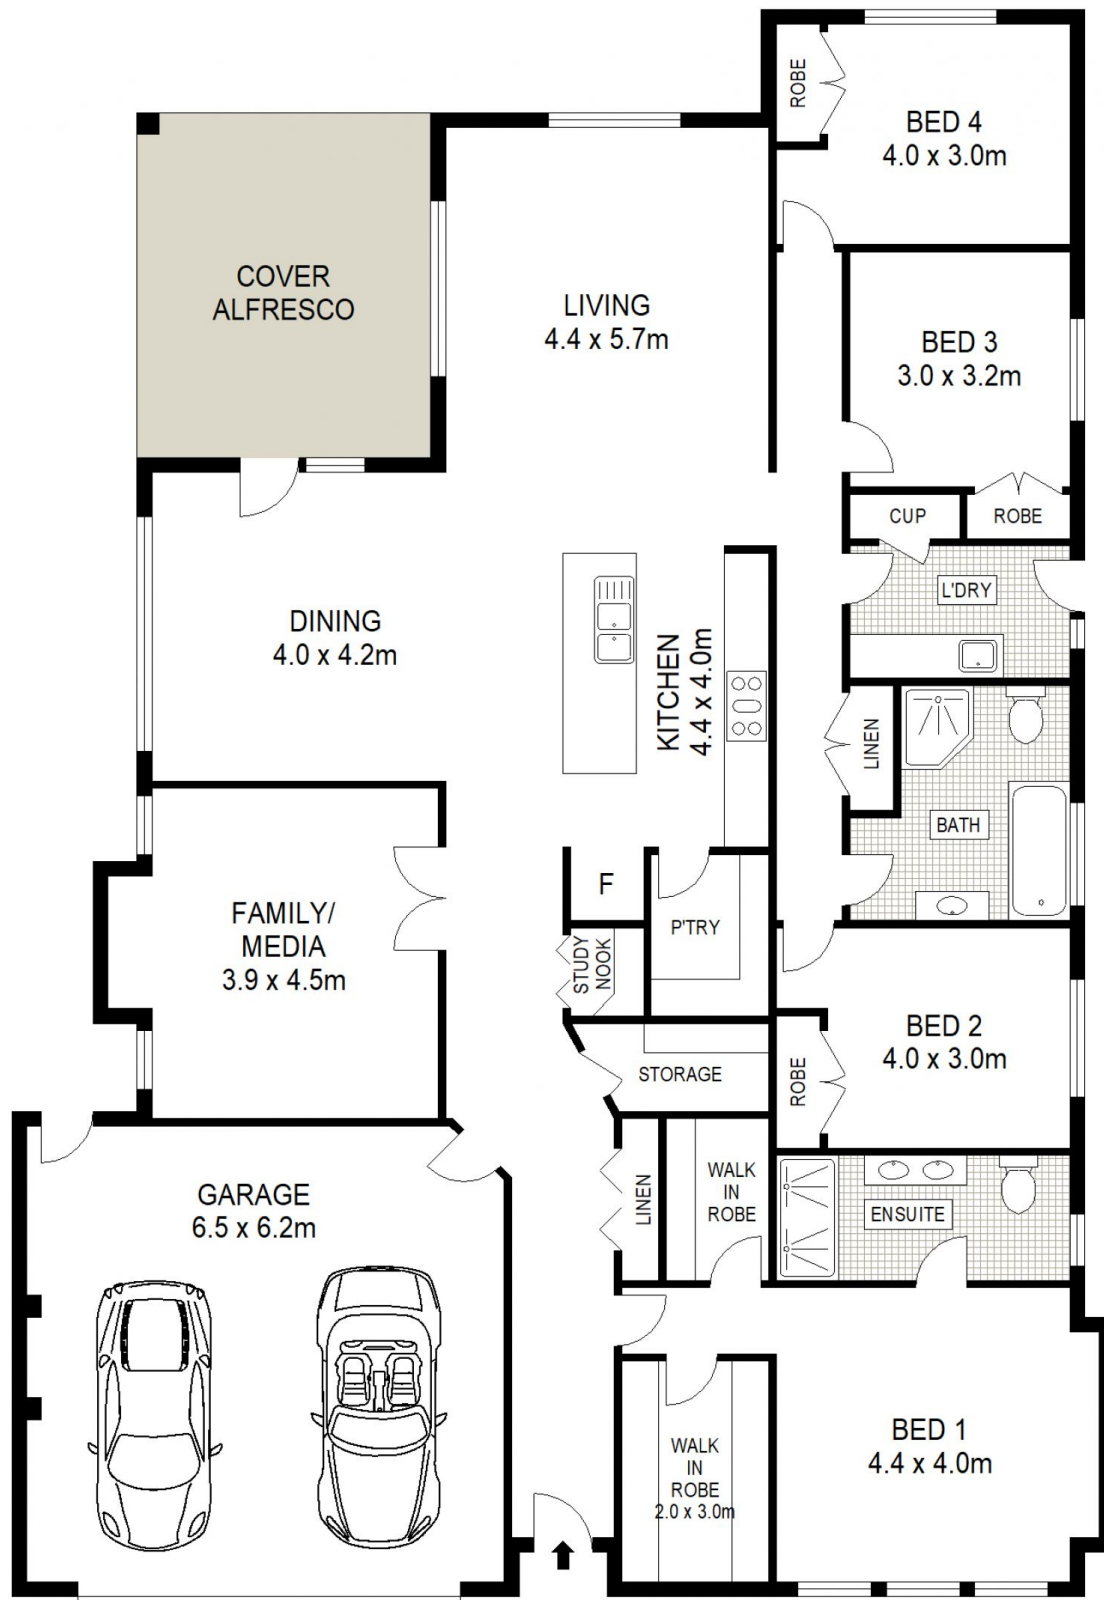 ROBE
BED 4
4.0 x 3.0m
COVER
ALFRESCO
LIVING
4.4 x 5.7m
BED 3
3.0 x 3.2m
CUP
ROBE
L'DRY
DINING
4.0 x 4.2m
KITCHEN
4.4 x 4.0m
LINEN
BATH
F
FAMILY/
MEDIA
3.9 x 4.5m
P'TRY
STUDY
NOOK
BED 2
4.0 x 3.0m
ROBE
STORAGE
GARAGE
6.5 x 6.2m
LINEN
WALK
IN
ROBE
ENSUITE
BED 1
4.4 x 4.0m
WALK
IN
ROBE
2.0 x 3.0m